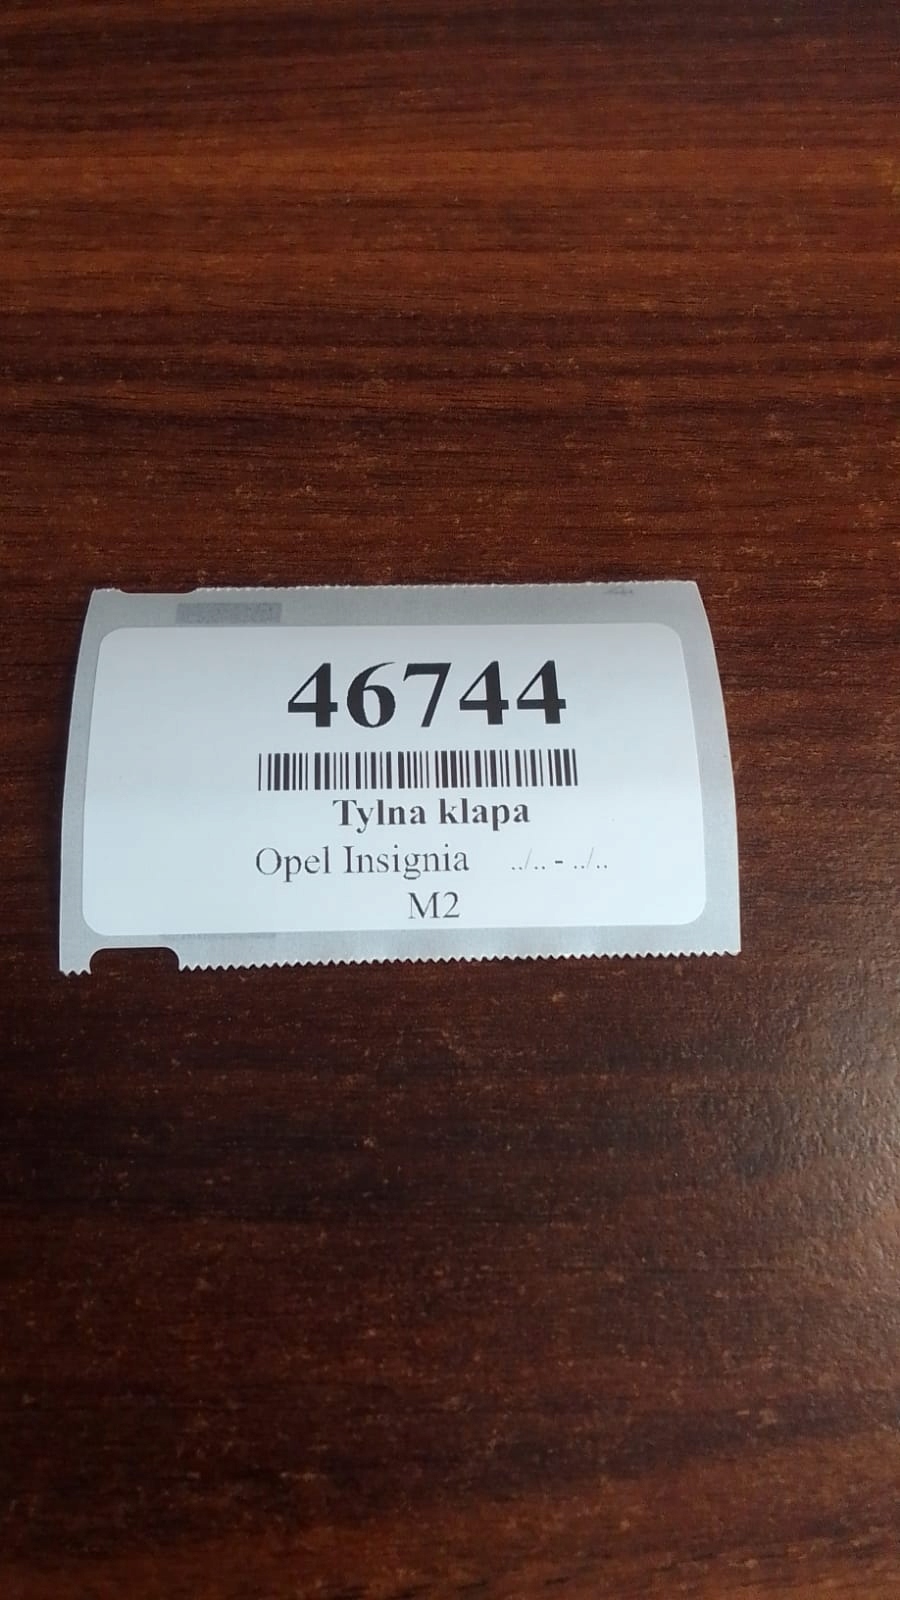 46744
Tylna klapa
Opel Insignia ../.. - ../..
M2